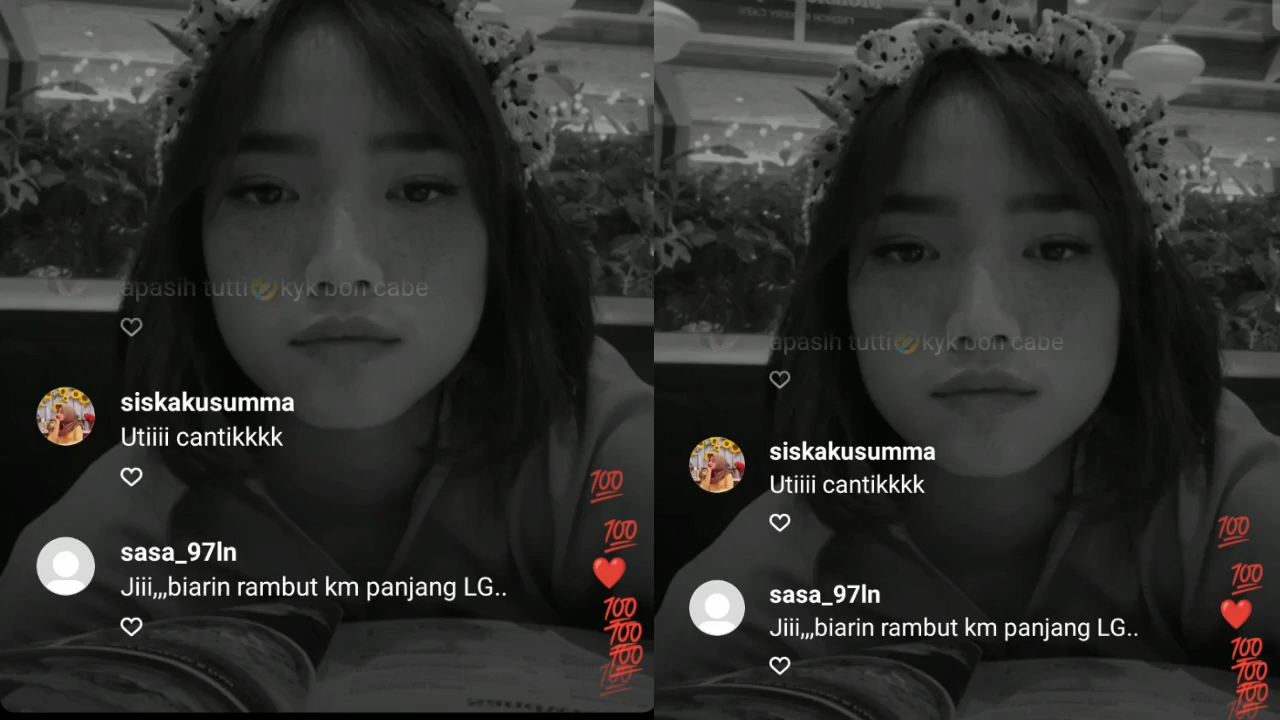 apasih tutti🤣kyk bon cabe
siskakusumma
Utiiii cantikkkk
sasa_97ln
Jiii,,,biarin rambut km panjang LG..
apasih tutti🤣kyk bon cabe
siskakusumma
Utiiii cantikkkk
sasa_97ln
Jiii,,,biarin rambut km panjang LG..